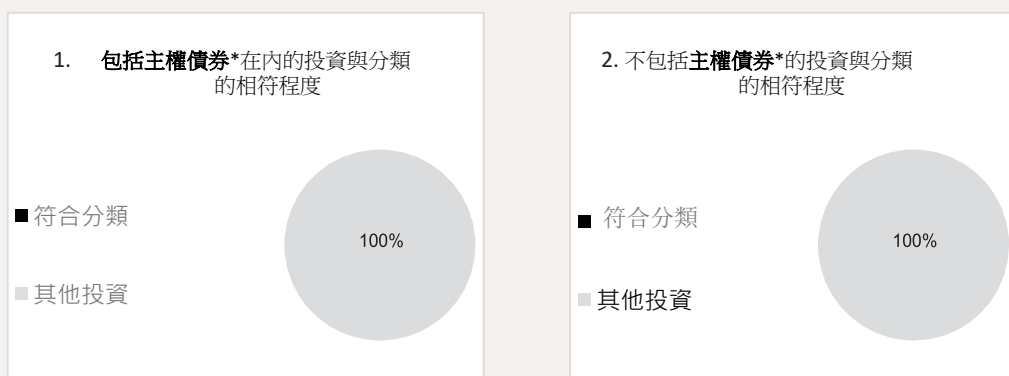 1. 包括主權債券*在內的投資與分類
的相符程度
符合分類
其他投資
100%
2. 不包括主權債券*的投資與分類
的相符程度
符合分類
其他投資
100%